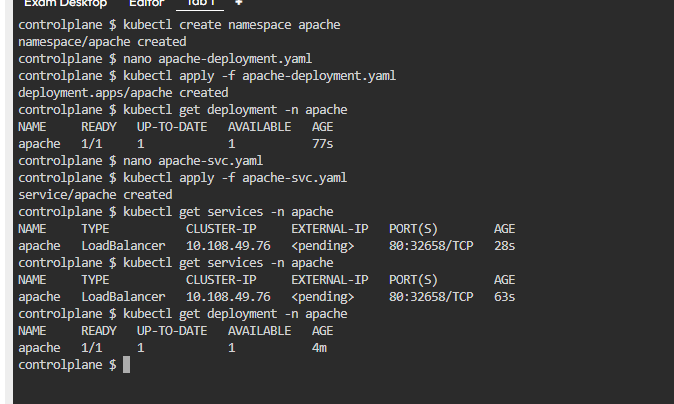 Exam Desktop Editor Tab 1 +
controlplane $ kubectl create namespace apache
namespace/apache created
controlplane $ nano apache-deployment.yaml
controlplane $ kubectl apply -f apache-deployment.yaml
deployment.apps/apache created
controlplane $ kubectl get deployment -n apache
NAME READY UP-TO-DATE AVAILABLE AGE
apache 1/1 1 1 77s
controlplane $ nano apache-svc.yaml
controlplane $ kubectl apply -f apache-svc.yaml
service/apache created
controlplane $ kubectl get services -n apache
NAME TYPE CLUSTER-IP EXTERNAL-IP PORT(S) AGE
apache LoadBalancer 10.108.49.76 <pending> 80:32658/TCP 28s
controlplane $ kubectl get services -n apache
NAME TYPE CLUSTER-IP EXTERNAL-IP PORT(S) AGE
apache LoadBalancer 10.108.49.76 <pending> 80:32658/TCP 63s
controlplane $ kubectl get deployment -n apache
NAME READY UP-TO-DATE AVAILABLE AGE
apache 1/1 1 1 4m
controlplane $